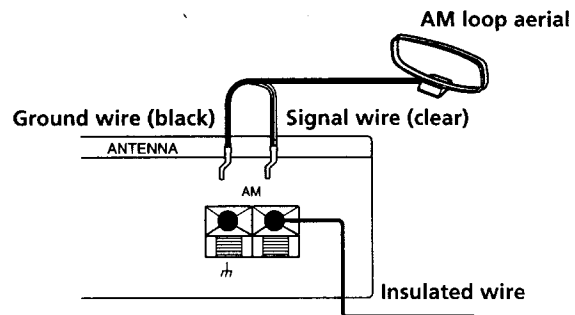 AM loop aerial
Ground wire (black)
Signal wire (clear)
ANTENNA
AM
Insulated wire